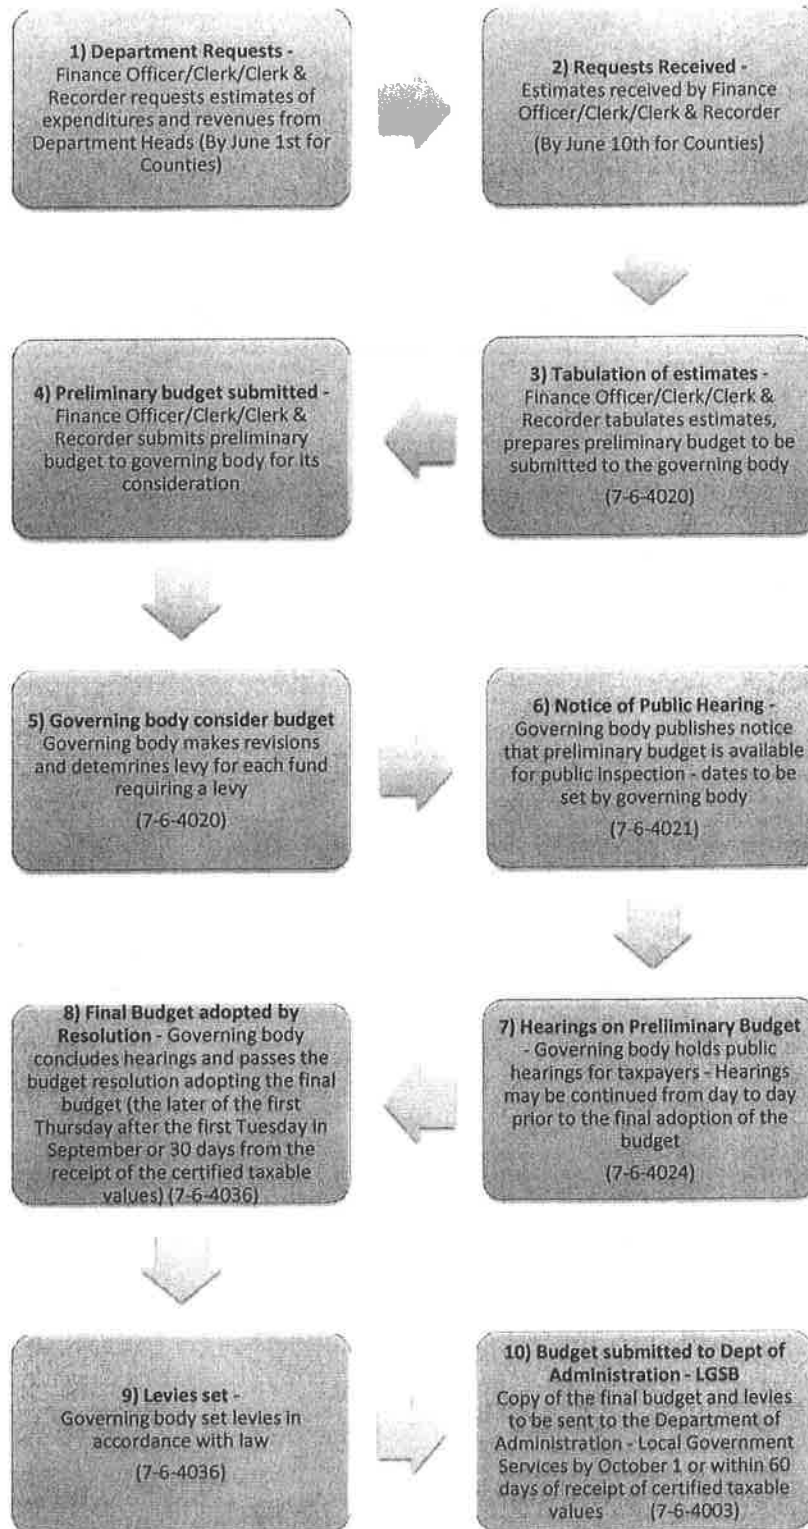 1) Department Requests -
Finance Officer/Clerk/Clerk &
Recorder requests estimates of
expenditures and revenues from
Department Heads (By June 1st for
Counties)
2) Requests Received -
Estimates received by Finance
Officer/Clerk/Clerk & Recorder
(By June 10th for Counties)
3) Tabulation of estimates -
Finance Officer/Clerk/Clerk &
Recorder tabulates estimates,
prepares preliminary budget to be
submitted to the governing body
(7-6-4020)
4) Preliminary budget submitted -
Finance Officer/Clerk/Clerk &
Recorder submits preliminary
budget to governing body for its
consideration
5) Governing body consider budget
Governing body makes revisions
and detemrines levy for each fund
requiring a levy
(7-6-4020)
6) Notice of Public Hearing -
Governing body publishes notice
that preliminary budget is available
for public inspection - dates to be
set by governing body
(7-6-4021)
7) Hearings on Preliminary Budget
- Governing body holds public
hearings for taxpayers - Hearings
may be continued from day to day
prior to the final adoption of the
budget
(7-6-4024)
8) Final Budget adopted by
Resolution - Governing body
concludes hearings and passes the
budget resolution adopting the final
budget (the later of the first
Thursday after the first Tuesday in
September or 30 days from the
receipt of the certified taxable
values) (7-6-4036)
9) Levies set -
Governing body set levies in
accordance with law
(7-6-4036)
10) Budget submitted to Dept of
Administration - LGSB
Copy of the final budget and levies
to be sent to the Department of
Administration - Local Government
Services by October 1 or within 60
days of receipt of certified taxable
values (7-6-4003)